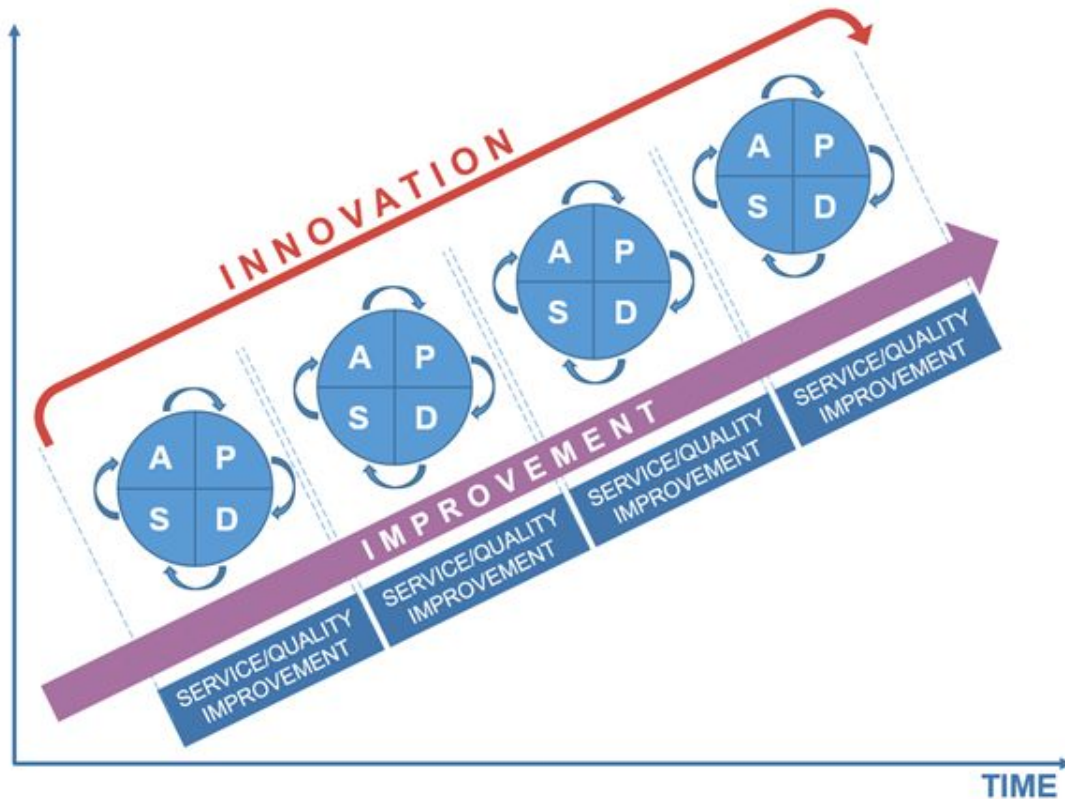 INNOVATION
A P
S D
A P
S D
A P
S D
A P
S D
IMPROVEMENT
SERVICE/QUALITY
IMPROVEMENT
SERVICE/QUALITY
IMPROVEMENT
SERVICE/QUALITY
IMPROVEMENT
SERVICE/QUALITY
IMPROVEMENT
TIME